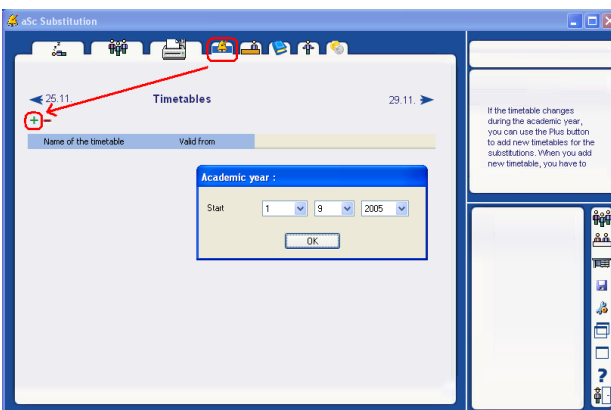 aSc Substitution
25.11.
Timetables
29.11.
Name of the timetable Valid from
Academic year :
Start 1 9 2005
OK
If the timetable changes
during the academic year,
you can use the Plus button
to add new timetables for the
substitutions. When you add
new timetable, you have to